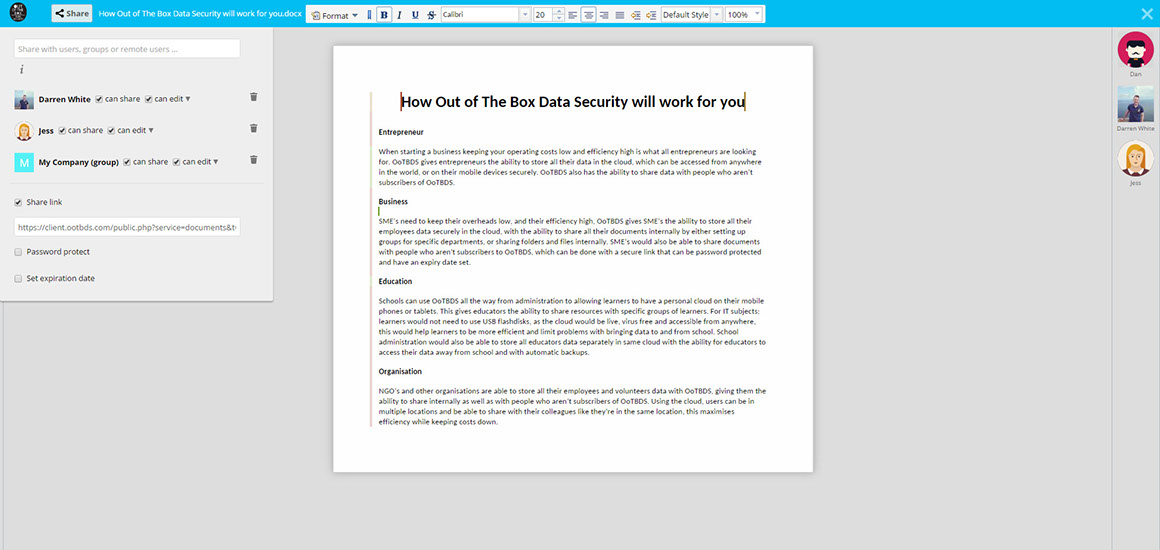 Share
How Out of The Box Data Security will work for you.docx
Format
B I U S
Calibri
20
Default Style
100%
Share with users, groups or remote users ...
i
Darren White can share can edit
Jess can share can edit
M My Company (group) can share can edit
Share link
https://client.ootbds.com/public.php?service=documents&t
Password protect
Set expiration date
How Out of The Box Data Security will work for you
Entrepreneur
When starting a business keeping your operating costs low and efficiency high is what all entrepreneurs are looking
for. OoTBDS gives entrepreneurs the ability to store all their data in the cloud, which can be accessed from anywhere
in the world, or on their mobile devices securely. OoTBDS also has the ability to share data with people who aren't
subscribers of OoTBDS.
Business
SME's need to keep their overheads low, and their efficiency high, OoTBDS gives SME's the ability to store all their
employees data securely in the cloud, with the ability to share all their documents internally by either setting up
groups for specific departments, or sharing folders and files internally. SME's would also be able to share documents
with people who aren't subscribers to OoTBDS, which can be done with a secure link that can be password protected
and have an expiry date set.
Education
Schools can use OoTBDS all the way from administration to allowing learners to have a personal cloud on their mobile
phones or tablets. This gives educators the ability to share resources with specific groups of learners. For IT subjects;
learners would not need to use USB flashdisks, as the cloud would be live, virus free and accessible from anywhere,
this would help learners to be more efficient and limit problems with bringing data to and from school. School
administration would also be able to store all educators data separately in same cloud with the ability for educators to
access their data away from school and with automatic backups.
Organisation
NGO's and other organisations are able to store all their employees and volunteers data with OoTBDS, giving them the
ability to share internally as well as with people who aren't subscribers of OoTBDS. Using the cloud, users can be in
multiple locations and be able to share with their colleagues like they're in the same location, this maximises
efficiency while keeping costs down.
Dan
Darren White
Jess